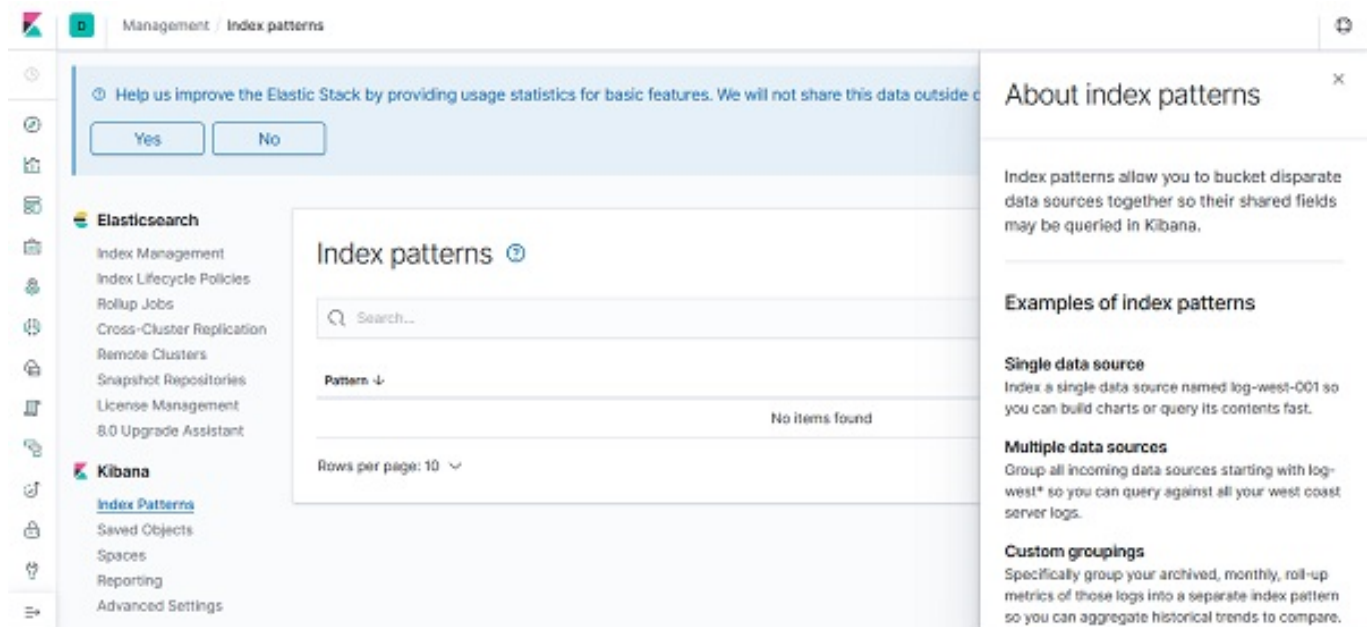 D Management / Index patterns
Help us improve the Elastic Stack by providing usage statistics for basic features. We will not share this data outside
Yes No
Elasticsearch
Index Management
Index Lifecycle Policies
Rollup Jobs
Cross-Cluster Replication
Remote Clusters
Snapshot Repositories
License Management
8.0 Upgrade Assistant
Kibana
Index Patterns
Saved Objects
Spaces
Reporting
Advanced Settings
Index patterns
Search...
Pattern
No items found
Rows per page: 10
About index patterns
Index patterns allow you to bucket disparate
data sources together so their shared fields
may be queried in Kibana.
Examples of index patterns
Single data source
Index a single data source named log-west-001 so
you can build charts or query its contents fast.
Multiple data sources
Group all incoming data sources starting with log-
west* so you can query against all your west coast
server logs.
Custom groupings
Specifically group your archived, monthly, roll-up
metrics of those logs into a separate index pattern
so you can aggregate historical trends to compare.